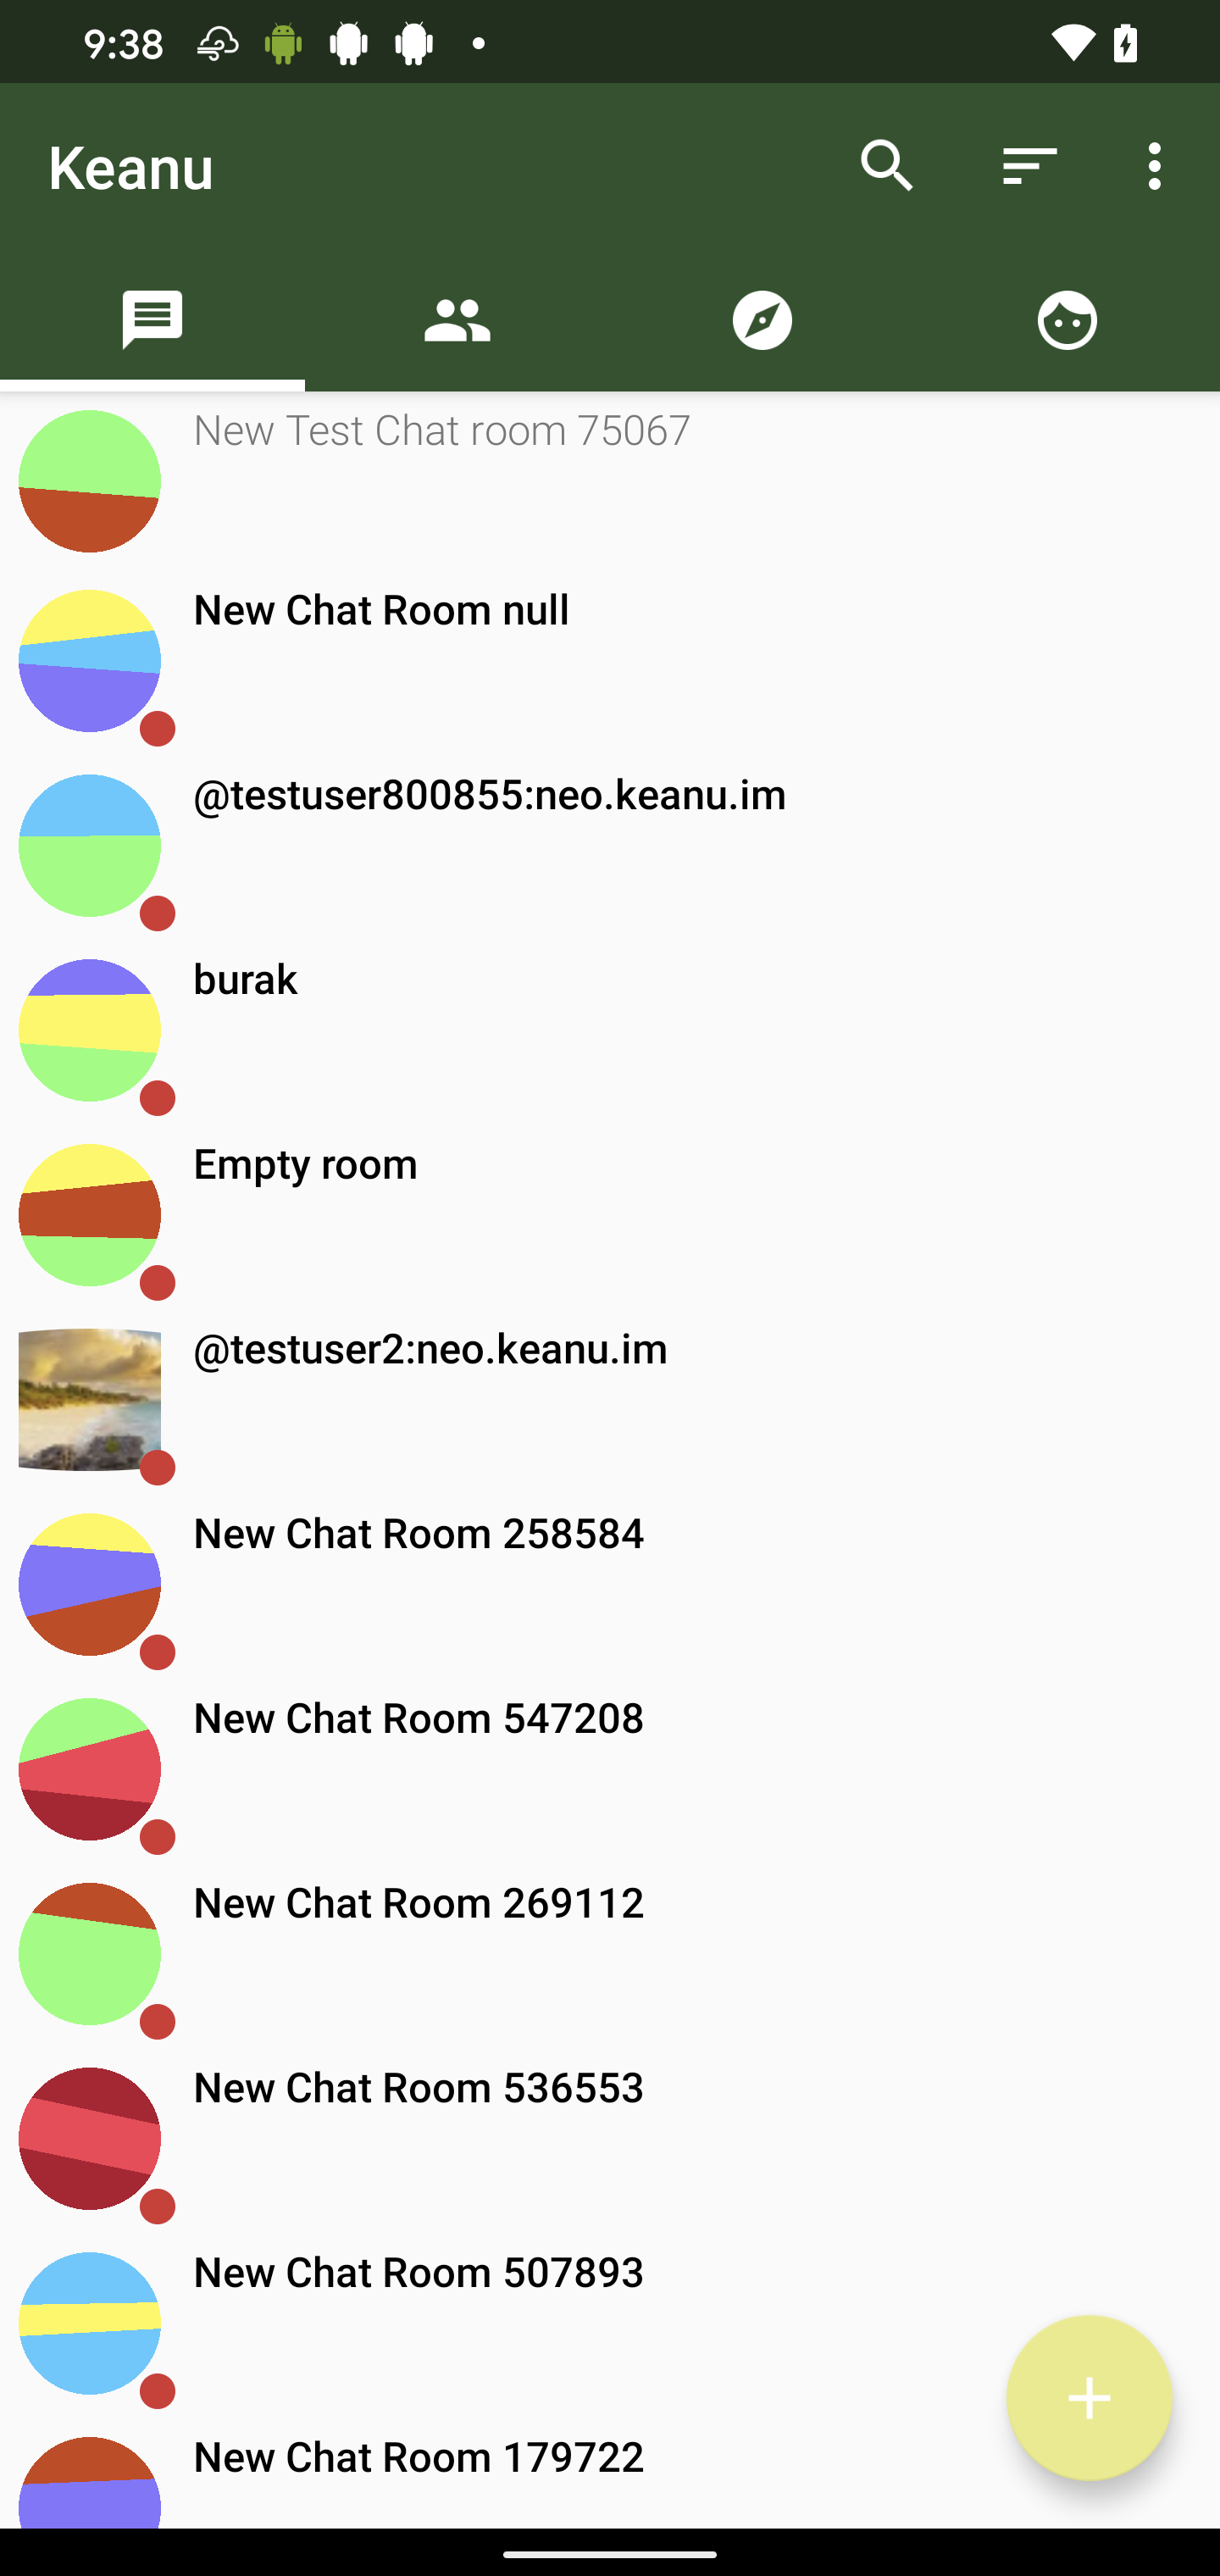 9:38
Keanu
New Test Chat room 75067
New Chat Room null
@testuser800855:neo.keanu.im
burak
Empty room
@testuser2:neo.keanu.im
New Chat Room 258584
New Chat Room 547208
New Chat Room 269112
New Chat Room 536553
New Chat Room 507893
New Chat Room 179722